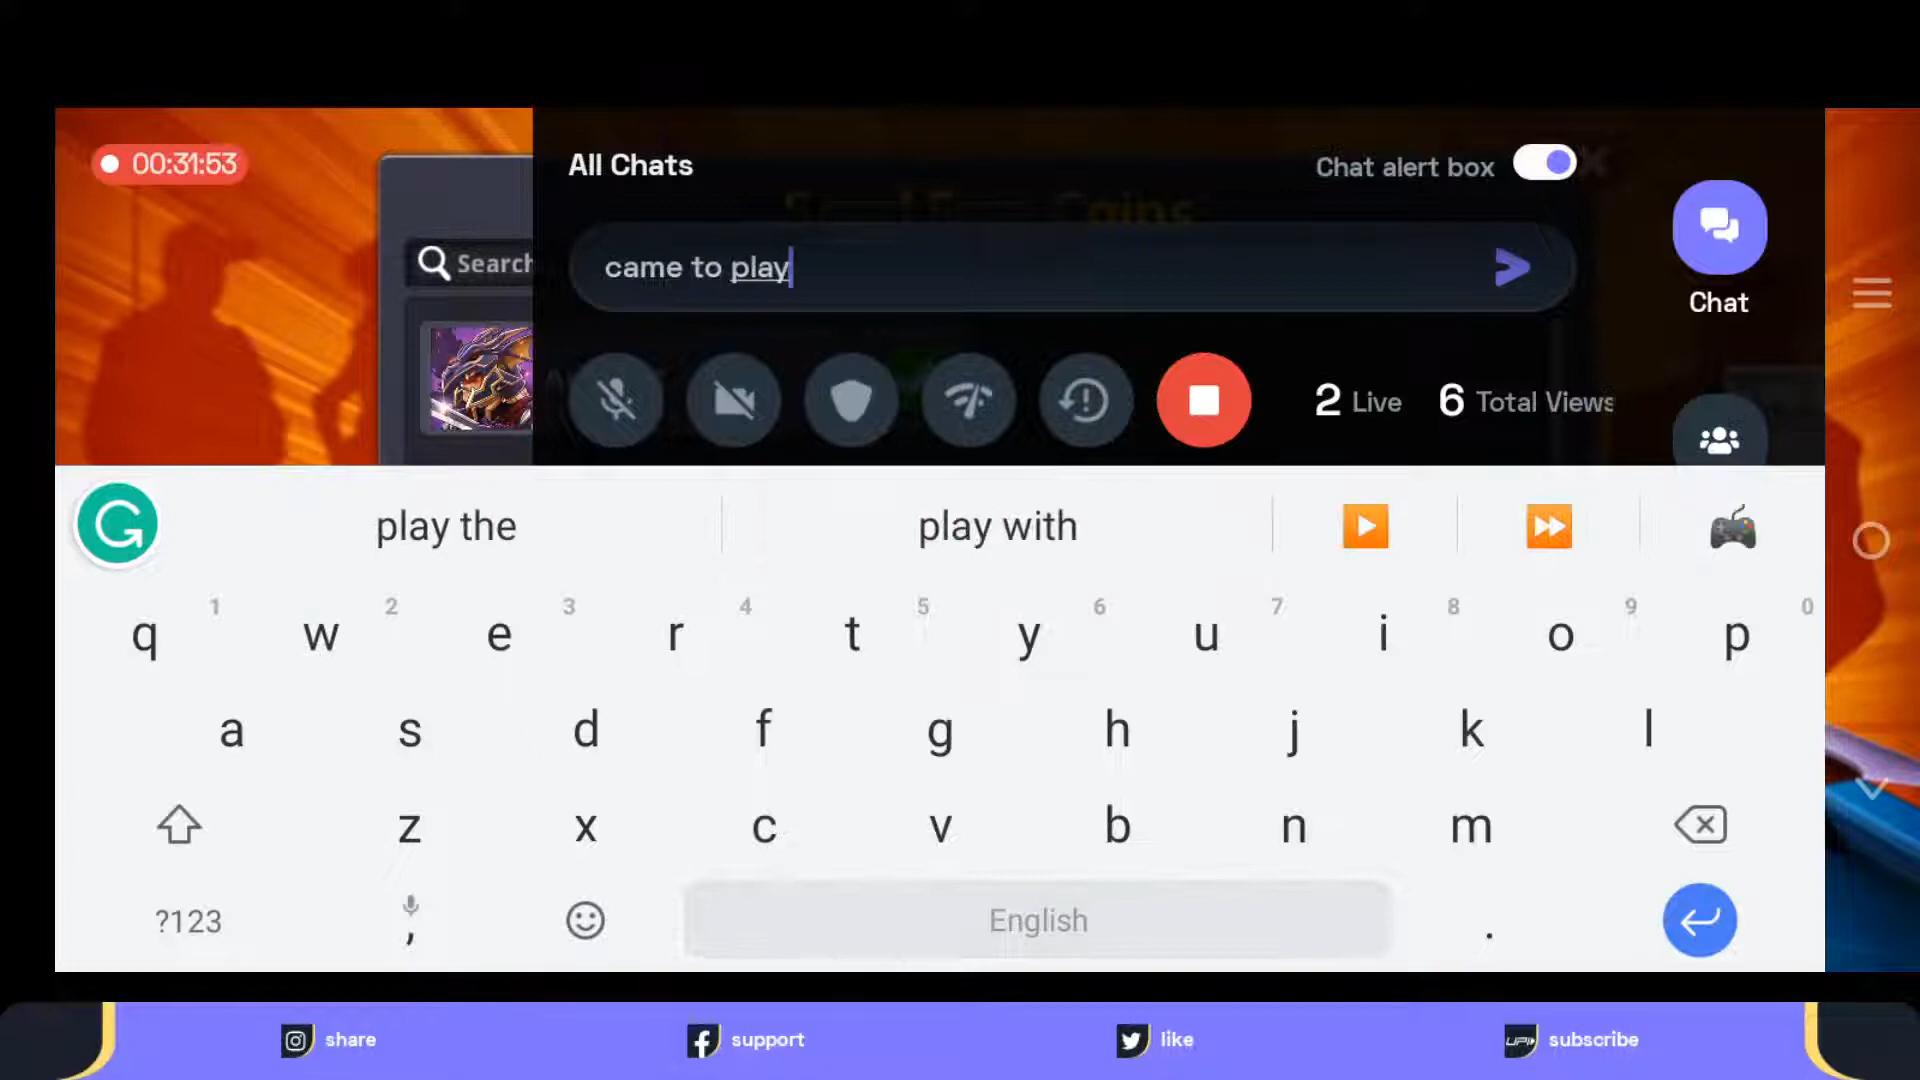 00:31:53
All Chats
Chat alert box
Search
came to play
Chat
2 Live 6 Total Views
play the play with
1 2 3 4 5 6 7 8 9 0
q w e r t y u i o p
a s d f g h j k l
z x c v b n m
?123 , English .
share support like subscribe